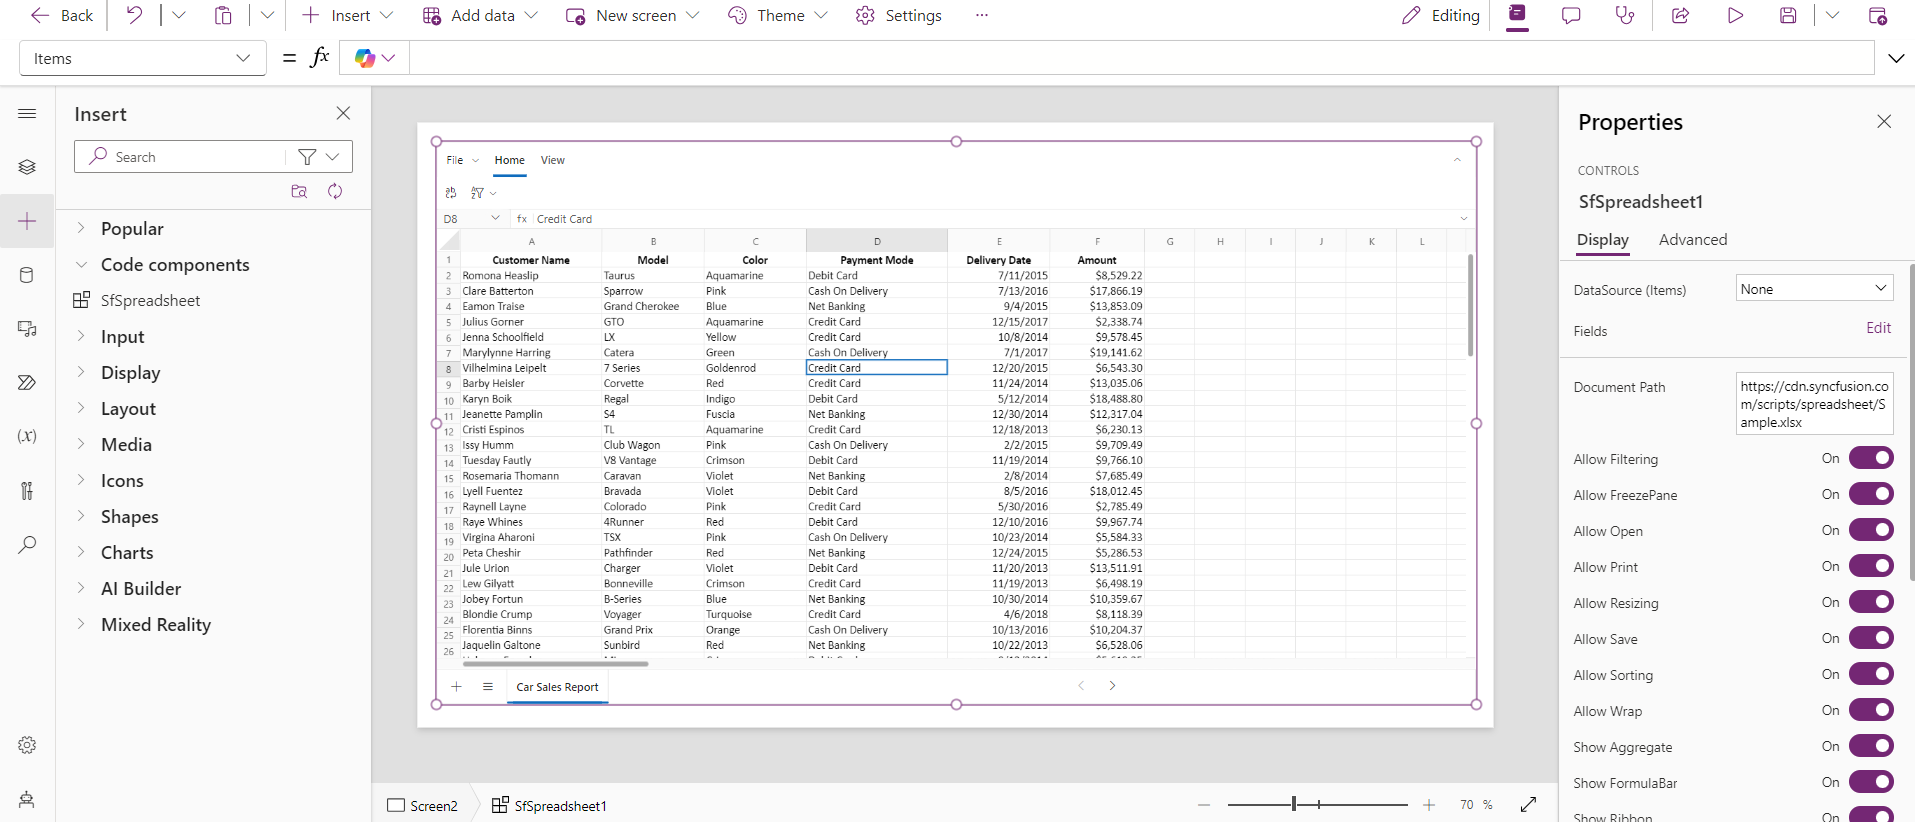 Back Insert Add data New screen Theme Settings ... Editing
Items = fx
Insert
Search
Popular
Code components
SfSpreadsheet
Input
Display
Layout
Media
Icons
Shapes
Charts
AI Builder
Mixed Reality
File Home View
D8 fx Credit Card
A B C D E F G H I J K L
1 Customer Name Model Color Payment Mode Delivery Date Amount
2 Romona Heaslip Taurus Aquamarine Debit Card 7/11/2015 $8,529.22
3 Clare Batterton Sparrow Pink Cash On Delivery 7/13/2016 $17,866.19
4 Eamon Traise Grand Cherokee Blue Net Banking 9/4/2015 $13,853.09
5 Julius Gorner GTO Aquamarine Credit Card 12/15/2017 $2,338.74
6 Jenna Schoolfield LX Yellow Credit Card 10/8/2014 $9,578.45
7 Marylynne Harring Catera Green Cash On Delivery 7/1/2017 $19,141.62
8 Vilhelmina Leipelt 7 Series Goldenrod Credit Card 12/20/2015 $6,543.30
9 Barby Heisler Corvette Red Credit Card 11/24/2014 $13,035.06
10 Karyn Boik Regal Indigo Debit Card 5/12/2014 $18,488.80
11 Jeanette Pamplin S4 Fuscia Net Banking 12/30/2014 $12,317.04
12 Cristi Espinos TL Aquamarine Credit Card 12/18/2013 $6,230.13
13 Issy Humm Club Wagon Pink Cash On Delivery 2/2/2015 $9,709.49
14 Tuesday Fautly V8 Vantage Crimson Debit Card 11/19/2014 $9,766.10
15 Rosemaria Thomann Caravan Violet Net Banking 2/8/2014 $7,685.49
16 Lyell Fuentez Bravada Violet Debit Card 8/5/2016 $18,012.45
17 Raynell Layne Colorado Pink Credit Card 5/30/2016 $2,785.49
18 Raye Whines 4Runner Red Debit Card 12/10/2016 $9,967.74
19 Virgina Aharoni TSX Pink Cash On Delivery 10/23/2014 $5,584.33
20 Peta Cheshir Pathfinder Red Net Banking 12/24/2015 $5,286.53
21 Jule Urion Charger Violet Debit Card 11/20/2013 $13,511.91
22 Lew Gilyatt Bonneville Crimson Credit Card 11/19/2013 $6,498.19
23 Jobey Fortun B-Series Blue Net Banking 10/30/2014 $10,359.67
24 Blondie Crump Voyager Turquoise Credit Card 4/6/2018 $8,118.39
25 Florentia Binns Grand Prix Orange Cash On Delivery 10/13/2016 $10,204.37
26 Jaquelin Galtone Sunbird Red Net Banking 10/22/2013 $6,528.06
Car Sales Report
Screen2 SfSpreadsheet1 70 %
Properties
CONTROLS
SfSpreadsheet1
Display Advanced
DataSource (Items) None
Fields Edit
Document Path https://cdn.syncfusion.co
m/scripts/spreadsheet/S
ample.xlsx
Allow Filtering On
Allow FreezePane On
Allow Open On
Allow Print On
Allow Resizing On
Allow Save On
Allow Sorting On
Allow Wrap On
Show Aggregate On
Show FormulaBar On
Show Ribbon On